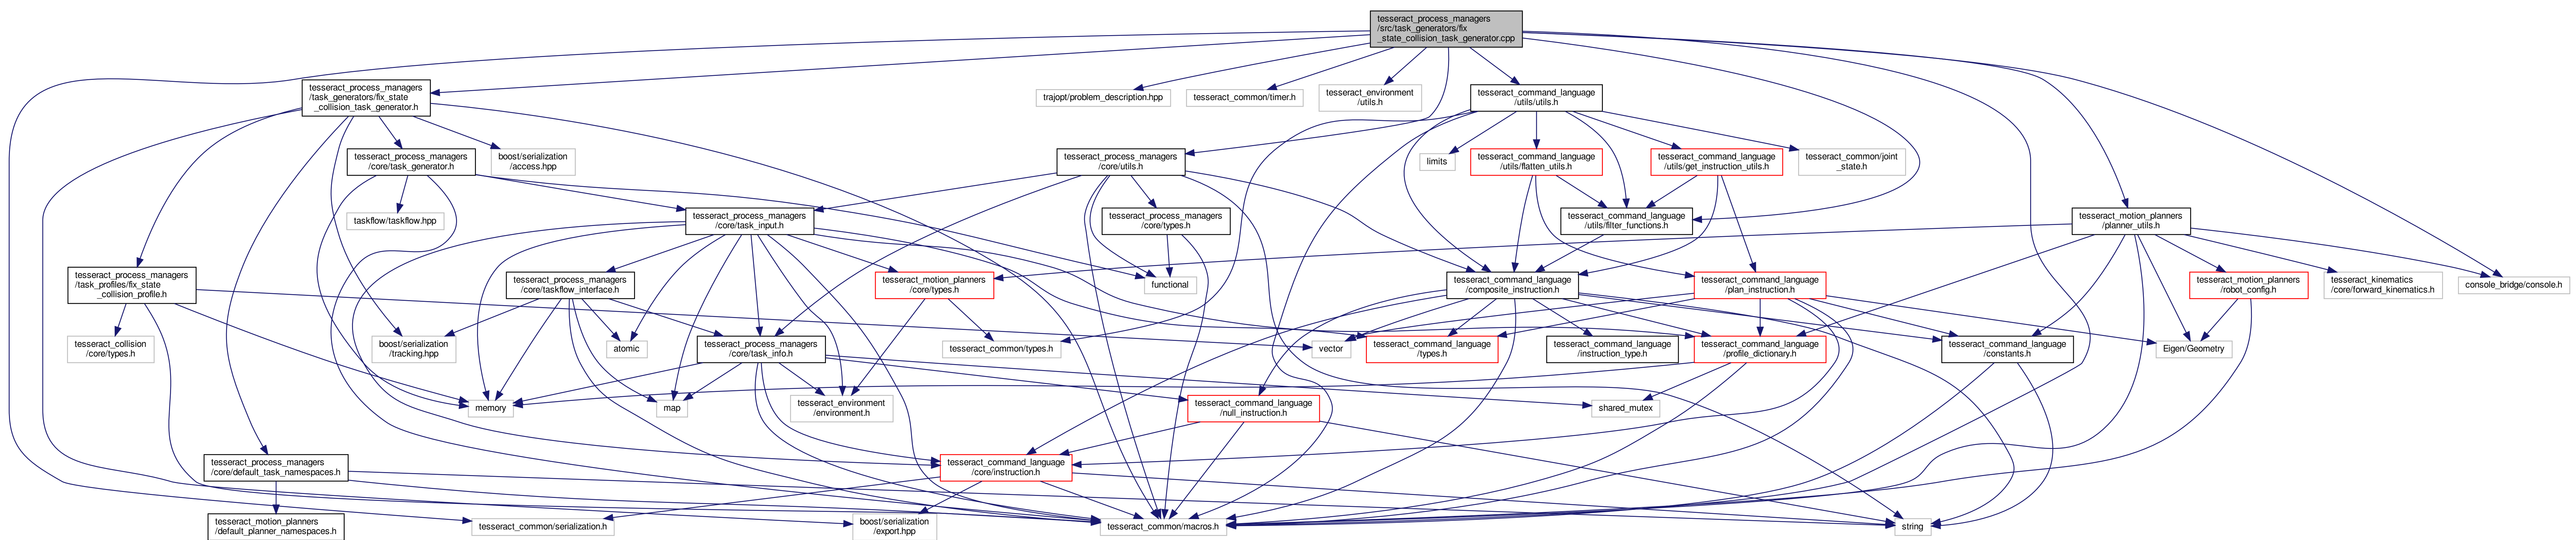 tesseract_process_managers
/src/task_generators/fix
_state_collision_task_generator.cpp
tesseract_process_managers
/task_generators/fix_state
_collision_task_generator.h
trajopt/problem_description.hpp
tesseract_common/timer.h
tesseract_environment
/utils.h
tesseract_command_language
/utils/utils.h
tesseract_process_managers
/core/task_generator.h
boost/serialization
/access.hpp
tesseract_process_managers
/core/utils.h
limits
tesseract_command_language
/utils/flatten_utils.h
tesseract_command_language
/utils/get_instruction_utils.h
tesseract_common/joint
_state.h
taskflow/taskflow.hpp
tesseract_process_managers
/core/task_input.h
tesseract_process_managers
/core/types.h
tesseract_command_language
/utils/filter_functions.h
tesseract_motion_planners
/planner_utils.h
tesseract_process_managers
/task_profiles/fix_state
_collision_profile.h
tesseract_process_managers
/core/taskflow_interface.h
tesseract_motion_planners
/core/types.h
functional
tesseract_command_language
/composite_instruction.h
tesseract_command_language
/plan_instruction.h
tesseract_motion_planners
/robot_config.h
tesseract_kinematics
/core/forward_kinematics.h
console_bridge/console.h
tesseract_collision
/core/types.h
boost/serialization
/tracking.hpp
atomic
tesseract_process_managers
/core/task_info.h
tesseract_common/types.h
vector
tesseract_command_language
/types.h
tesseract_command_language
/instruction_type.h
tesseract_command_language
/profile_dictionary.h
tesseract_command_language
/constants.h
Eigen/Geometry
memory
map
tesseract_environment
/environment.h
tesseract_command_language
/null_instruction.h
shared_mutex
tesseract_process_managers
/core/default_task_namespaces.h
tesseract_command_language
/core/instruction.h
tesseract_motion_planners
/default_planner_namespaces.h
tesseract_common/serialization.h
boost/serialization
/export.hpp
tesseract_common/macros.h
string